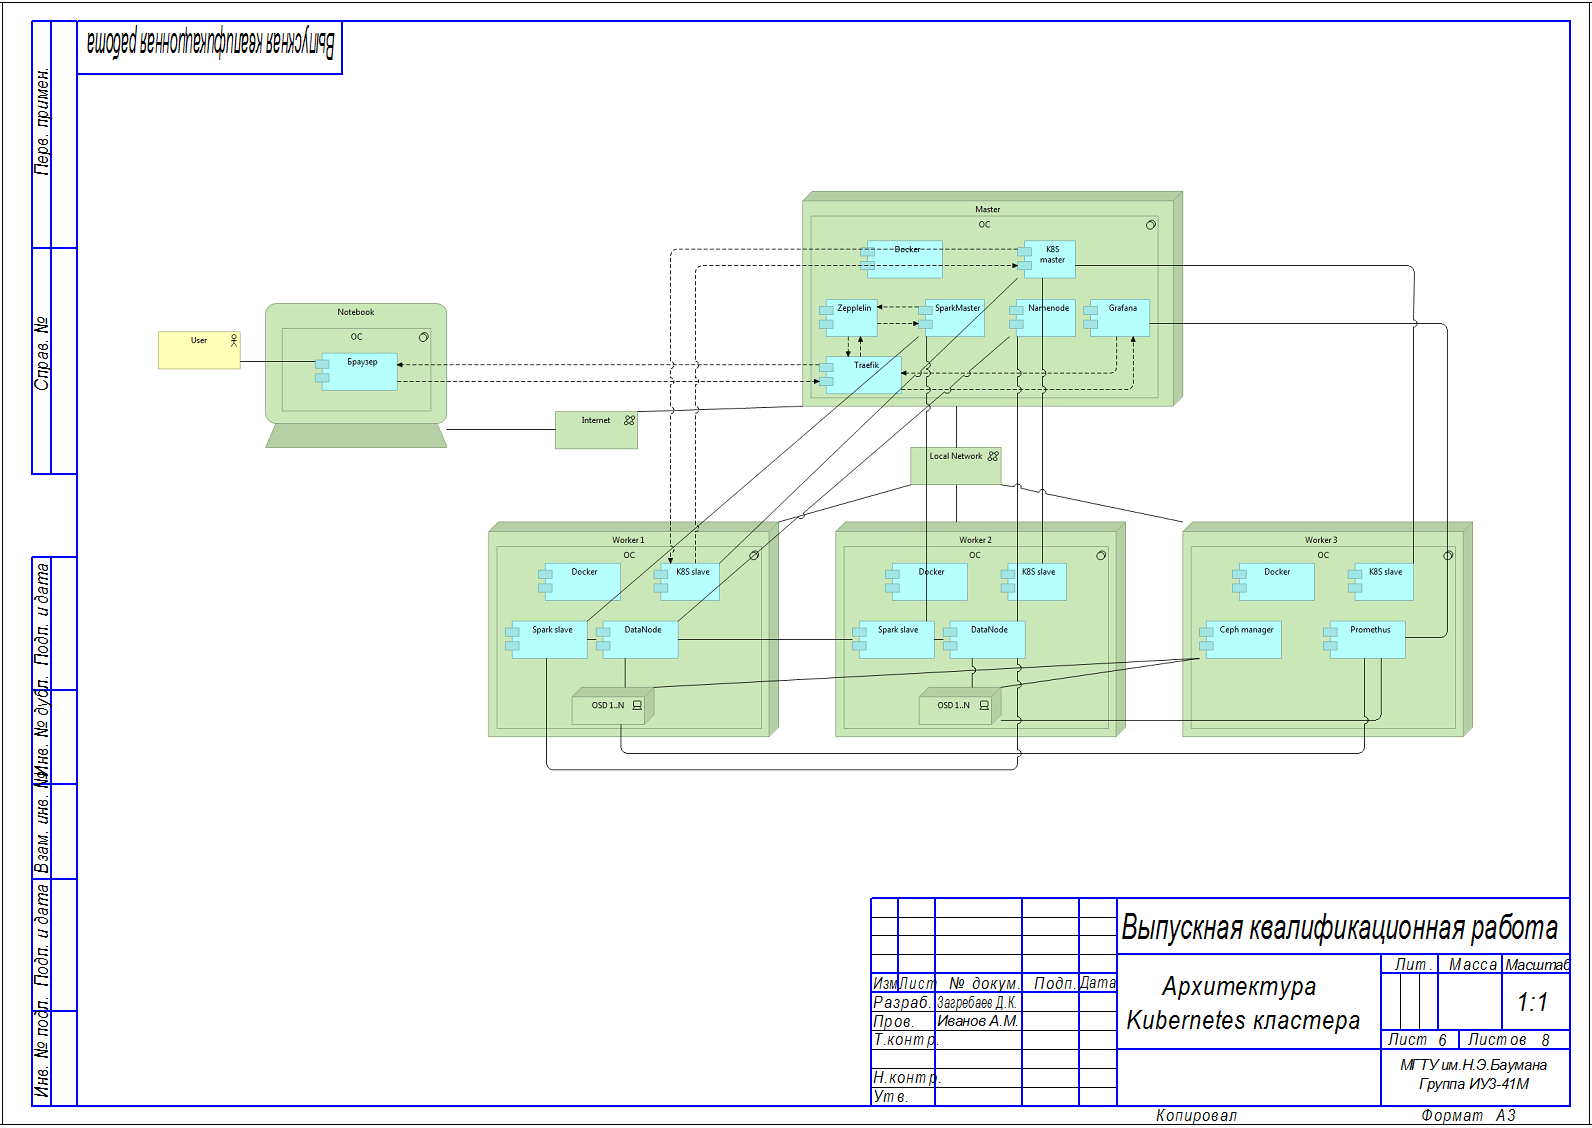 Выпускная квалификационная работа
Перв. примен.
Справ. №
Подп. и дата
Инв. № дубл.
Взам. инв. №
Подп. и дата
Инв. № подл.
User
Notebook
ОС
Браузер
Internet
Master
ОС
Docker
K8S
master
Zepplelin
SparkMaster
Namenode
Grafana
Traefik
Local Network
Worker 1
ОС
Docker
K8S slave
Spark slave
DataNode
OSD 1..N
Worker 2
ОС
Docker
K8S slave
Spark slave
DataNode
OSD 1..N
Worker 3
ОС
Docker
K8S slave
Ceph manager
Promethus
Выпускная квалификационная работа
Изм Лист № докум. Подп. Дата
Разраб. Загребаев Д.К.
Пров. Иванов А.М.
Т.контр.
Н.контр.
Утв.
Архитектура
Kubernetes кластера
Лит. Масса Масштаб
1:1
Лист 6 Листов 8
МГТУ им.Н.Э.Баумана
Группа ИУ3-41М
Копировал Формат А3